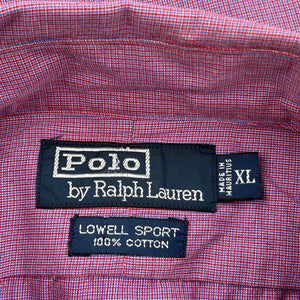 Polo
by Ralph Lauren
MADE IN
MAURITIUS
XL
LOWELL SPORT
100% COTTON